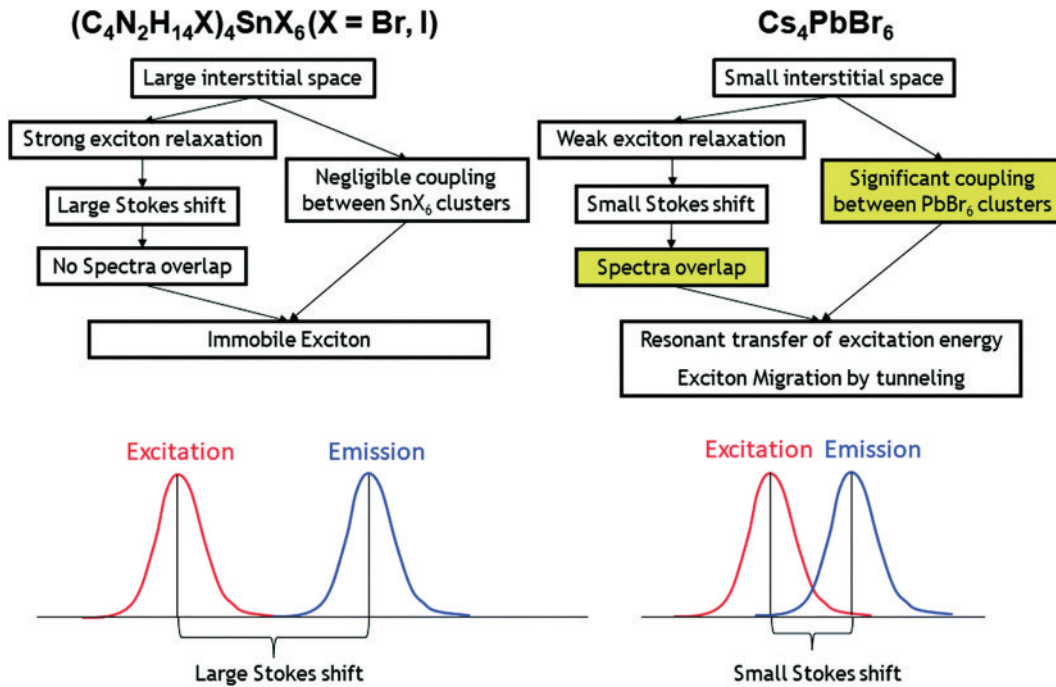 (C₄N₂H₁₄X)₄SnX₆(X = Br, I)
Large interstitial space
Strong exciton relaxation
Large Stokes shift
No Spectra overlap
Negligible coupling
between SnX₆ clusters
Immobile Exciton
Cs₄PbBr₆
Small interstitial space
Weak exciton relaxation
Small Stokes shift
Spectra overlap
Significant coupling
between PbBr₆ clusters
Resonant transfer of excitation energy
Exciton Migration by tunneling
Excitation
Emission
Large Stokes shift
Excitation
Emission
Small Stokes shift